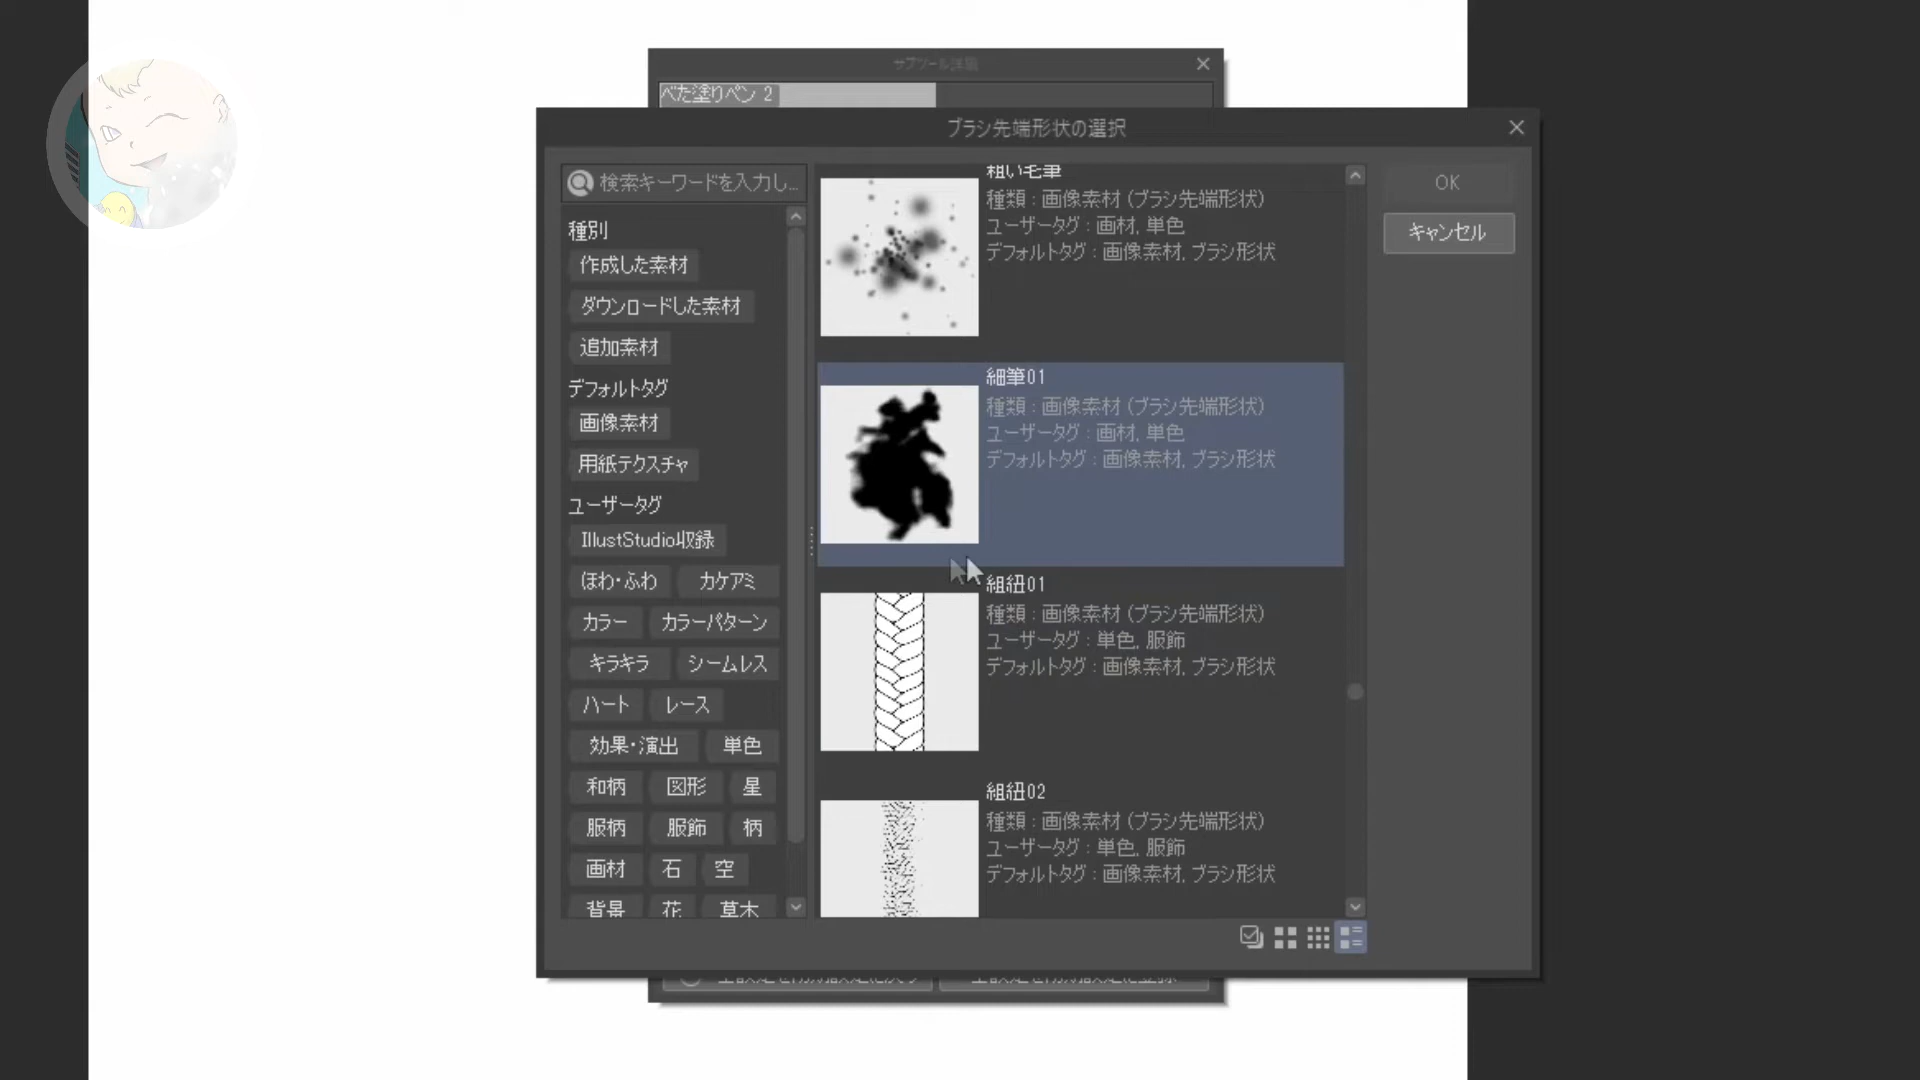 サブツール詳細
べた塗りペン 2
ブラシ先端形状の選択
検索キーワードを入力し...
種別
作成した素材
ダウンロードした素材
追加素材
デフォルトタグ
画像素材
用紙テクスチャ
ユーザータグ
IllustStudio収録
ほわ・ふわ カケアミ
カラー カラーパターン
キラキラ シームレス
ハート レース
効果・演出 単色
和柄 図形 星
服柄 服飾 柄
画材 石 空
背景 花 草木
粗い毛筆
種類：画像素材 (ブラシ先端形状)
ユーザータグ：画材, 単色
デフォルトタグ：画像素材, ブラシ形状
細筆01
種類：画像素材 (ブラシ先端形状)
ユーザータグ：画材, 単色
デフォルトタグ：画像素材, ブラシ形状
組紐01
種類：画像素材 (ブラシ先端形状)
ユーザータグ：単色, 服飾
デフォルトタグ：画像素材, ブラシ形状
組紐02
種類：画像素材 (ブラシ先端形状)
ユーザータグ：単色, 服飾
デフォルトタグ：画像素材, ブラシ形状
OK
キャンセル